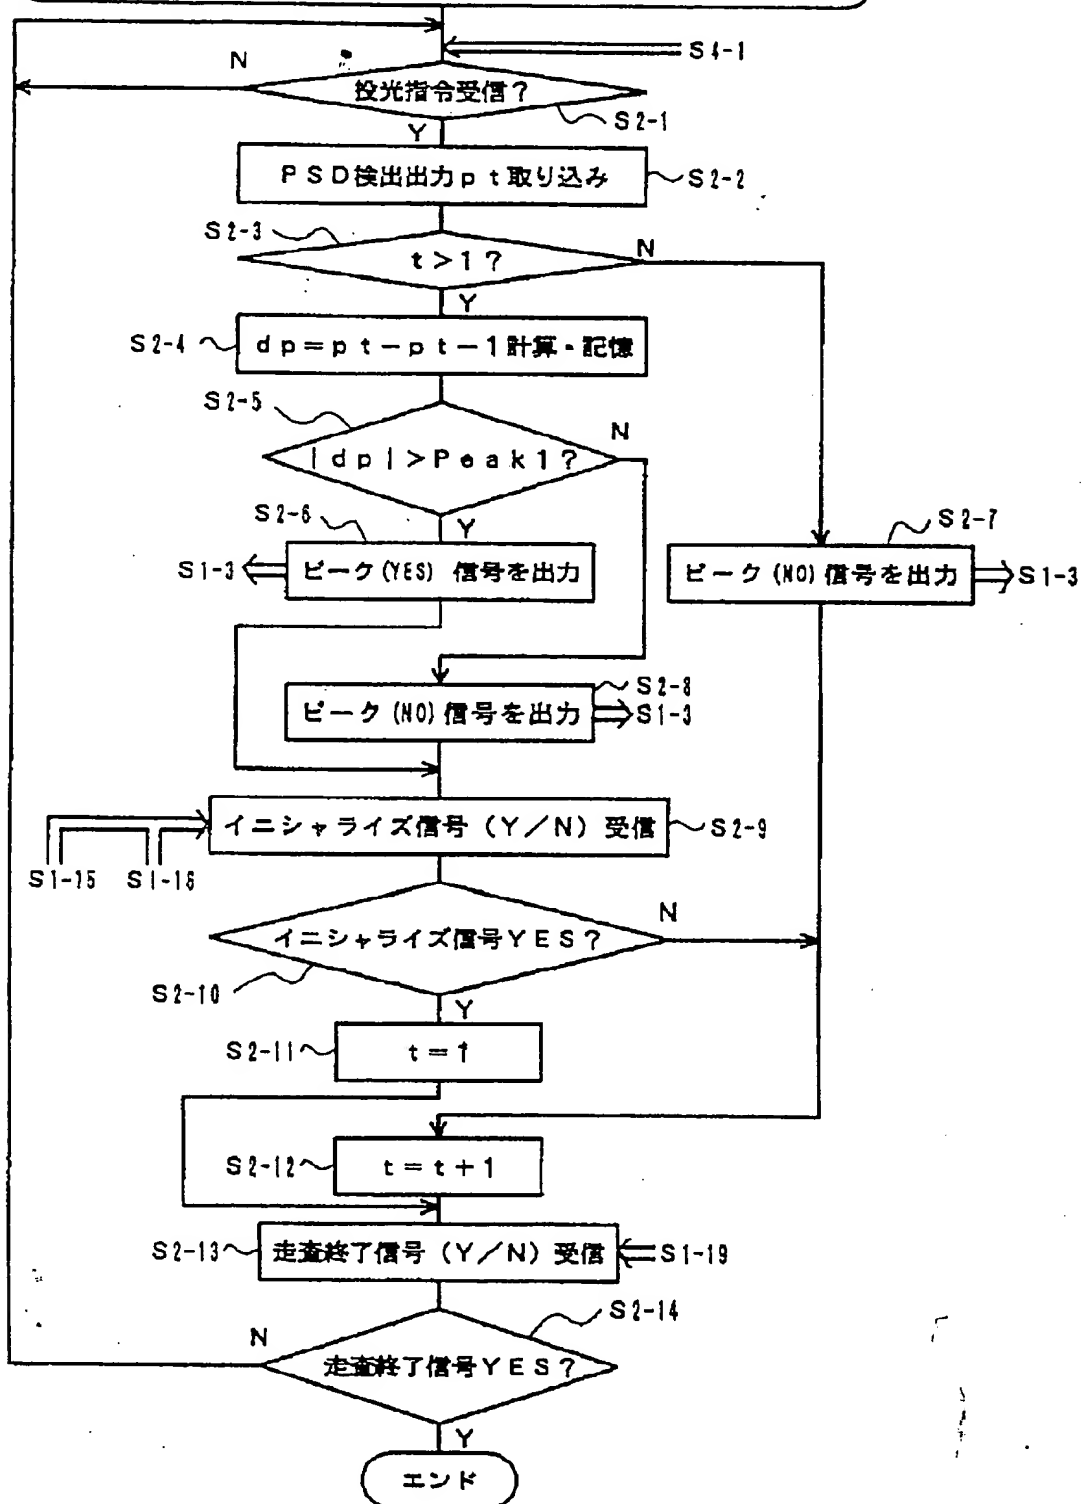 S4-1
N
投光指令受信？
S2-1
Y
PSD検出出力pt取り込み
S2-2
S2-3
N
t>1？
Y
S2-4
dp=pt-pt-1計算・記憶
S2-5
N
|dp|>Peak1？
S2-6
Y
S2-7
S1-3
ピーク(YES) 信号を出力
ピーク(NO)信号を出力
S1-3
S2-8
ピーク(NO)信号を出力
S1-3
イニシャライズ信号（Y／N）受信
S2-9
S1-15
S1-16
N
イニシャライズ信号YES？
S2-10
Y
S2-11
t=1
S2-12
t=t+1
S2-13
走査終了信号（Y／N）受信
S1-19
S2-14
N
走査終了信号YES？
Y
エンド